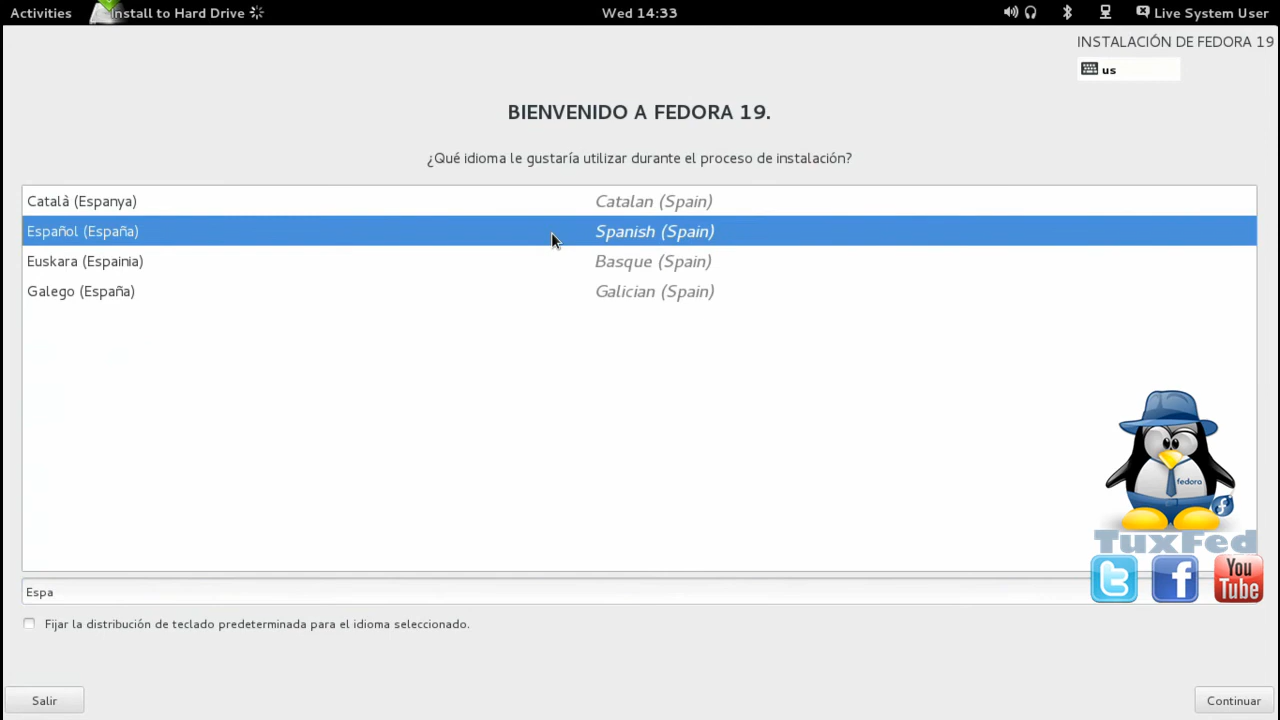 Activities
Install to Hard Drive
Wed 14:33
Live System User
INSTALACIÓN DE FEDORA 19
us
BIENVENIDO A FEDORA 19.
¿Qué idioma le gustaría utilizar durante el proceso de instalación?
Català (Espanya) Catalan (Spain)
Español (España) Spanish (Spain)
Euskara (Espainia) Basque (Spain)
Galego (España) Galician (Spain)
fedora
TuxFed
You
Tube
Espa
Fijar la distribución de teclado predeterminada para el idioma seleccionado.
Salir
Continuar